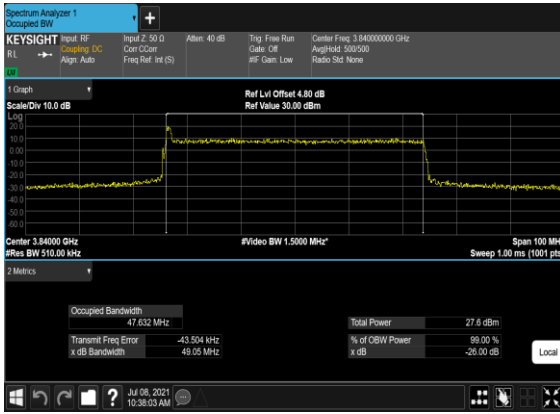 Spectrum Analyzer 1
Occupied BW
KEYSIGHT
RL
Input: RF
Coupling: DC
Align: Auto
Input Z: 50 Ω
Corr CCorr
Freq Ref: Int (S)
Atten: 40 dB
Trig: Free Run
Gate: Off
#IF Gain: Low
Center Freq: 3.840000000 GHz
Avg|Hold: 500/500
Radio Std: None
1 Graph
Scale/Div 10.0 dB
Ref Lvl Offset 4.80 dB
Ref Value 30.00 dBm
Log
20.0
10.0
0.00
-10.0
-20.0
-30.0
-40.0
-50.0
-60.0
Center 3.84000 GHz
#Res BW 510.00 kHz
#Video BW 1.5000 MHz*
Span 100 MH
Sweep 1.00 ms (1001 pts
2 Metrics
Occupied Bandwidth
47.632 MHz
Transmit Freq Error -43.504 kHz
x dB Bandwidth 49.05 MHz
Total Power 27.6 dBm
% of OBW Power 99.00 %
x dB -26.00 dB
Local
Jul 08, 2021
10:38:03 AM